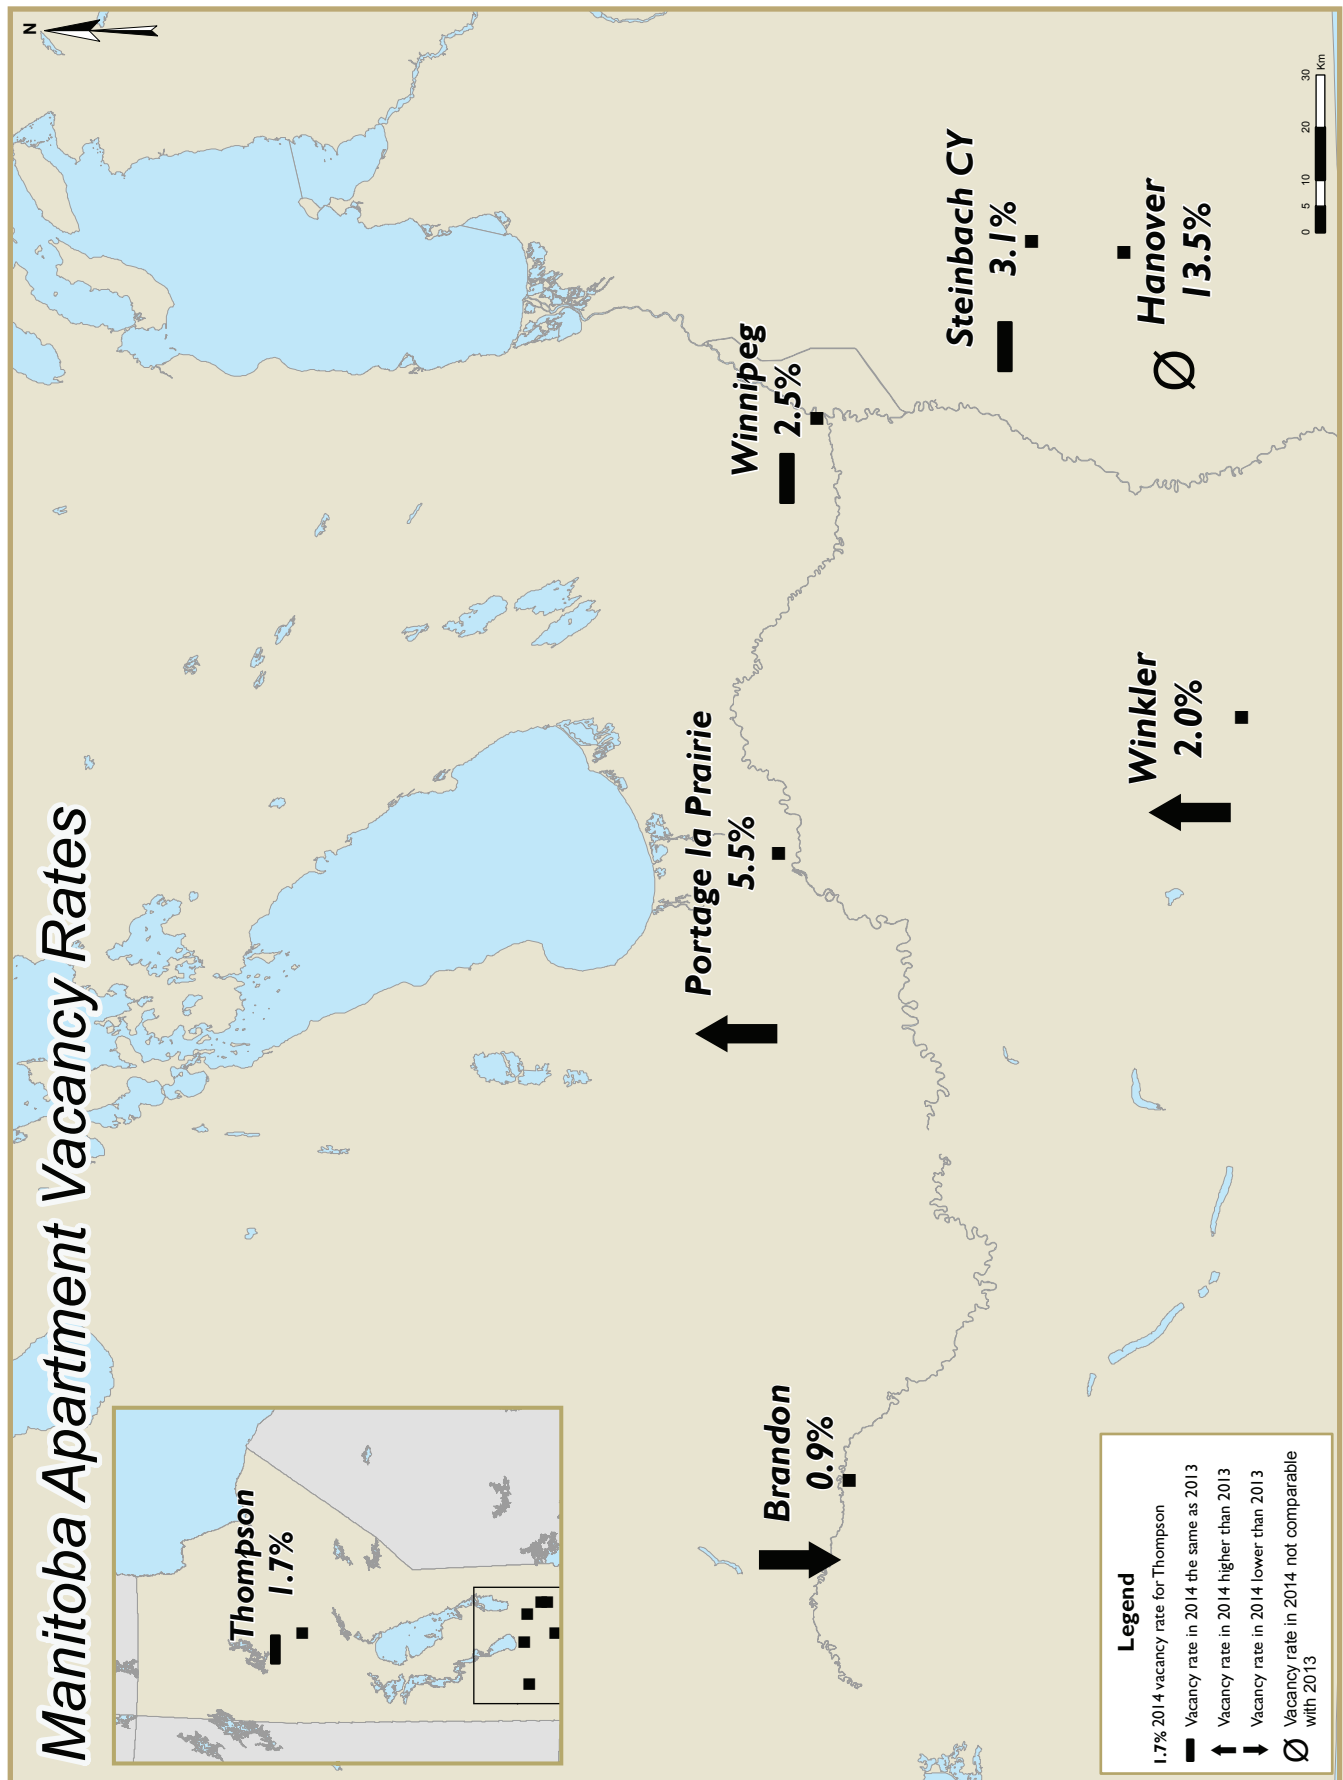 Manitoba Apartment Vacancy Rates
N
Thompson
1.7%
Brandon
0.9%
Portage la Prairie
5.5%
Winnipeg
2.5%
Steinbach CY
3.1%
Hanover
13.5%
Winkler
2.0%
Legend
1.7% 2014 vacancy rate for Thompson
Vacancy rate in 2014 the same as 2013
Vacancy rate in 2014 higher than 2013
Vacancy rate in 2014 lower than 2013
Ø Vacancy rate in 2014 not comparable
with 2013
0 5 10 20 30
Km